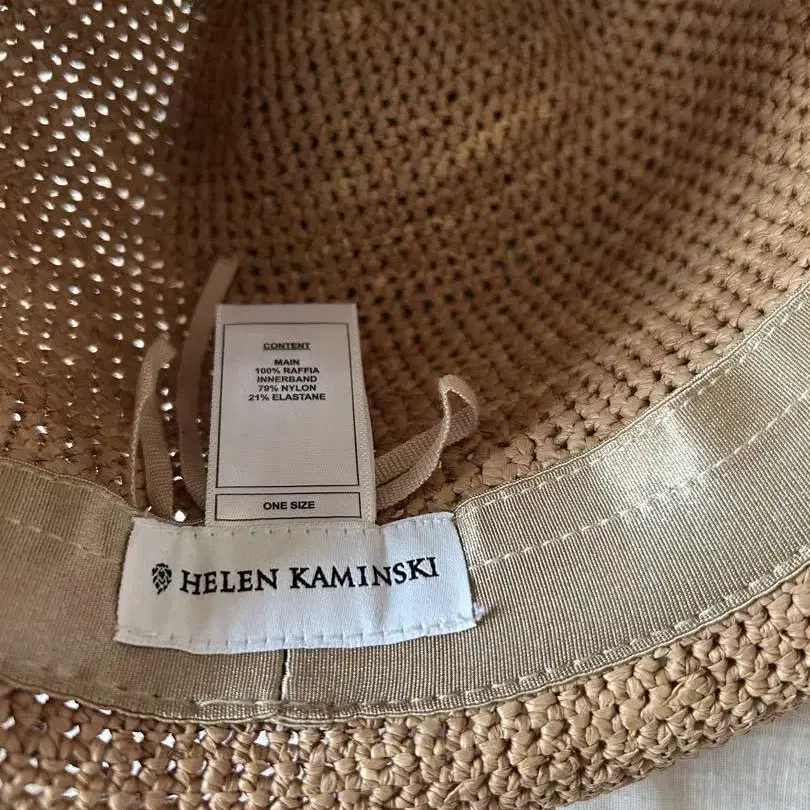 CONTENT
MAIN
100% RAFFIA
INNERBAND
79% NYLON
21% ELASTANE
ONE SIZE
HELEN KAMINSKI